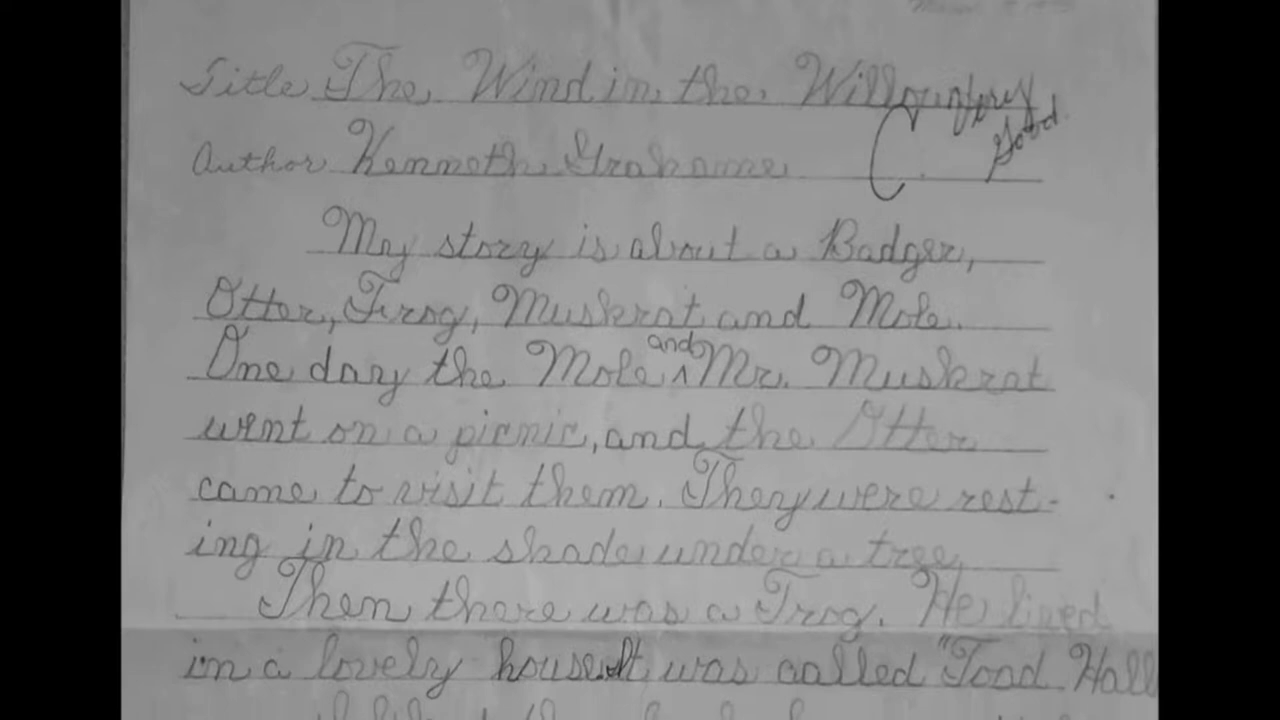 Title The Wind in the Willow
very
good
C
Author Kenneth Grahame
My story is about a Badger,
Otter, Frog, Muskrat and Mole.
One day the Mole and Mr. Muskrat
went on a picnic, and the Otter
came to visit them. They were rest-
ing in the shade under a tree.
Then there was a Frog. He lived
in a lovely house It was called "Toad Hall